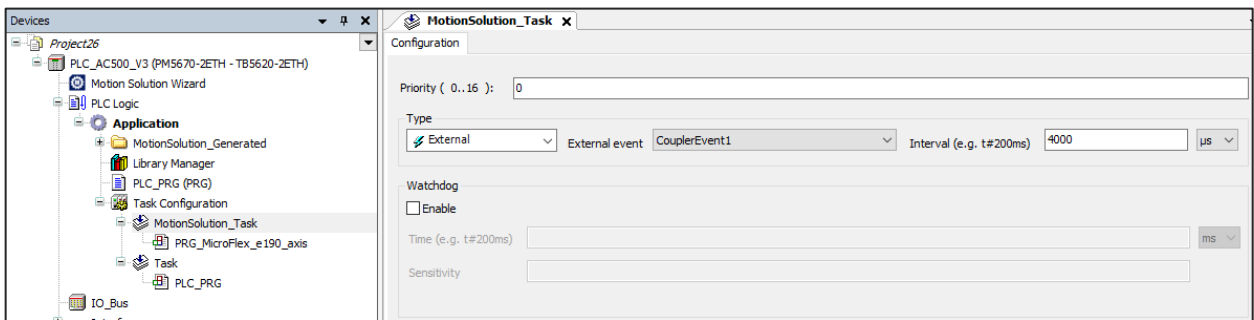 Devices
Project26
PLC_AC500_V3 (PM5670-2ETH - TB5620-2ETH)
Motion Solution Wizard
PLC Logic
Application
MotionSolution_Generated
Library Manager
PLC_PRG (PRG)
Task Configuration
MotionSolution_Task
PRG_MicroFlex_e190_axis
Task
PLC_PRG
IO_Bus
MotionSolution_Task
Configuration
Priority ( 0..16 ): 0
Type
External External event CouplerEvent1 Interval (e.g. t#200ms) 4000 µs
Watchdog
Enable
Time (e.g. t#200ms) ms
Sensitivity